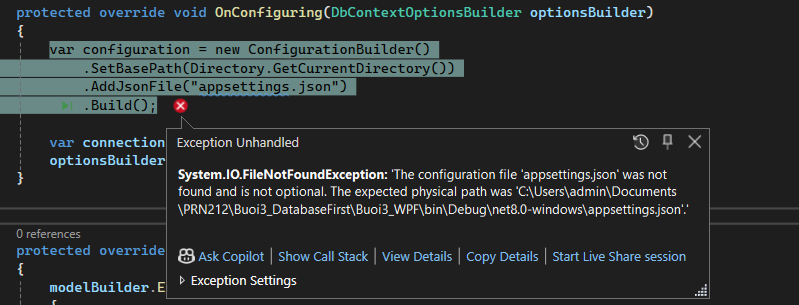 protected override void OnConfiguring(DbContextOptionsBuilder optionsBuilder)
{
var configuration = new ConfigurationBuilder()
.SetBasePath(Directory.GetCurrentDirectory())
.AddJsonFile("appsettings.json")
.Build();
Exception Unhandled
var connection
System.IO.FileNotFoundException: 'The configuration file 'appsettings.json' was not
optionsBuilder
found and is not optional. The expected physical path was 'C:\Users\admin\Documents
}
\PRN212\Buoi3_DatabaseFirst\Buoi3_WPF\bin\Debug\net8.0-windows\appsettings.json'.'
0 references
protected override
Ask Copilot | Show Call Stack | View Details | Copy Details | Start Live Share session
{
Exception Settings
modelBuilder.E
{